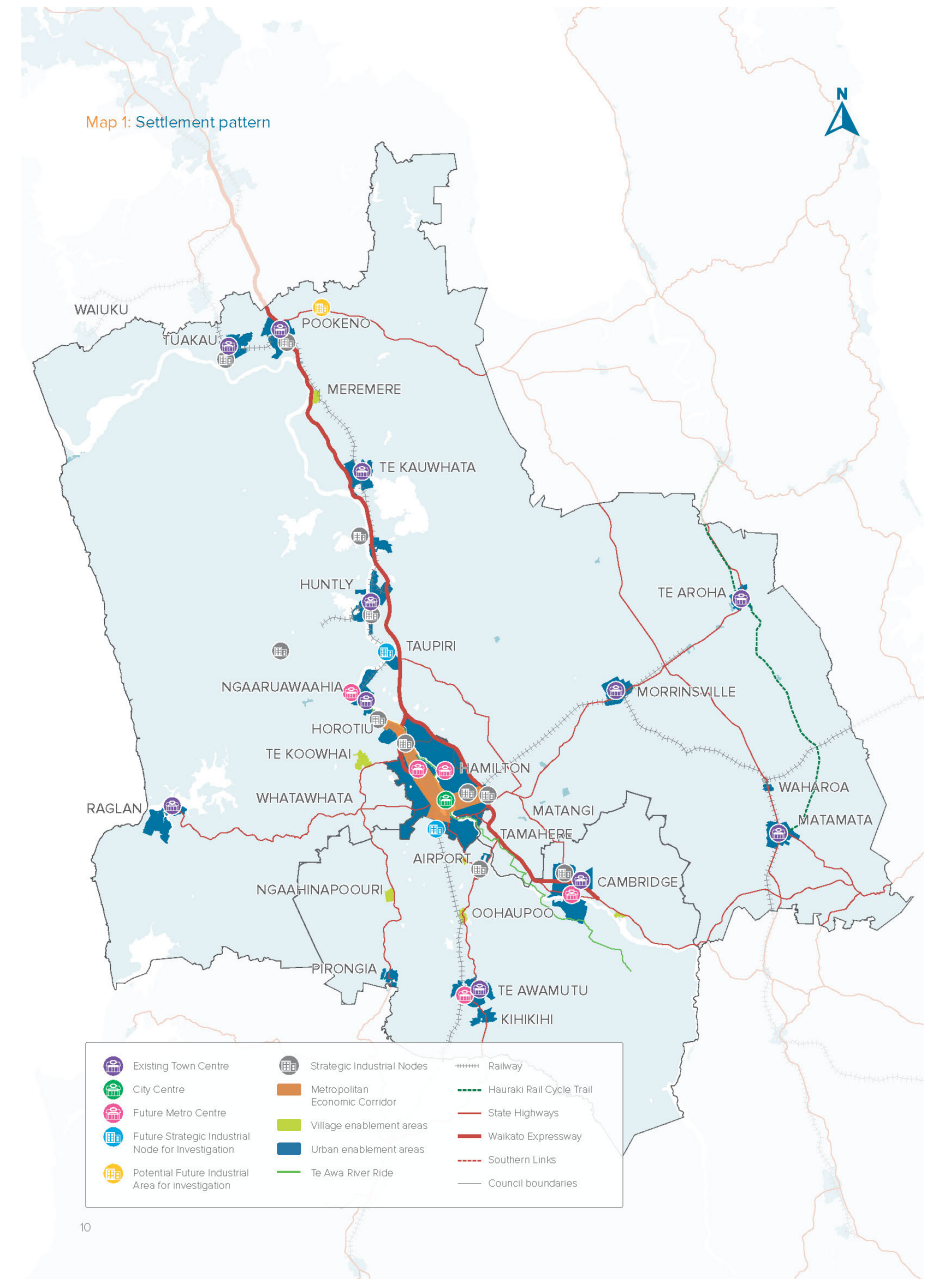 N
Map 1: Settlement pattern
WAIUKU
POOKENO
TUAKAU
MEREMERE
TE KAUWHATA
HUNTLY
TE AROHA
TAUPIRI
NGAARUAWAAHIA
MORRINSVILLE
HOROTIU
TE KOOWHAI
HAMILTON
WAHAROA
WHATAWHATA
RAGLAN
MATANGI
MATAMATA
TAMAHERE
AIRPORT
CAMBRIDGE
NGAAHINAPOOURI
OOHAUPOO
PIRONGIA
TE AWAMUTU
KIHIKIHI
Existing Town Centre
City Centre
Future Metro Centre
Future Strategic Industrial
Node for Investigation
Potential Future Industrial
Area for investigation
Strategic Industrial Nodes
Metropolitan
Economic Corridor
Village enablement areas
Urban enablement areas
Te Awa River Ride
Railway
Hauraki Rail Cycle Trail
State Highways
Waikato Expressway
Southern Links
Council boundaries
10